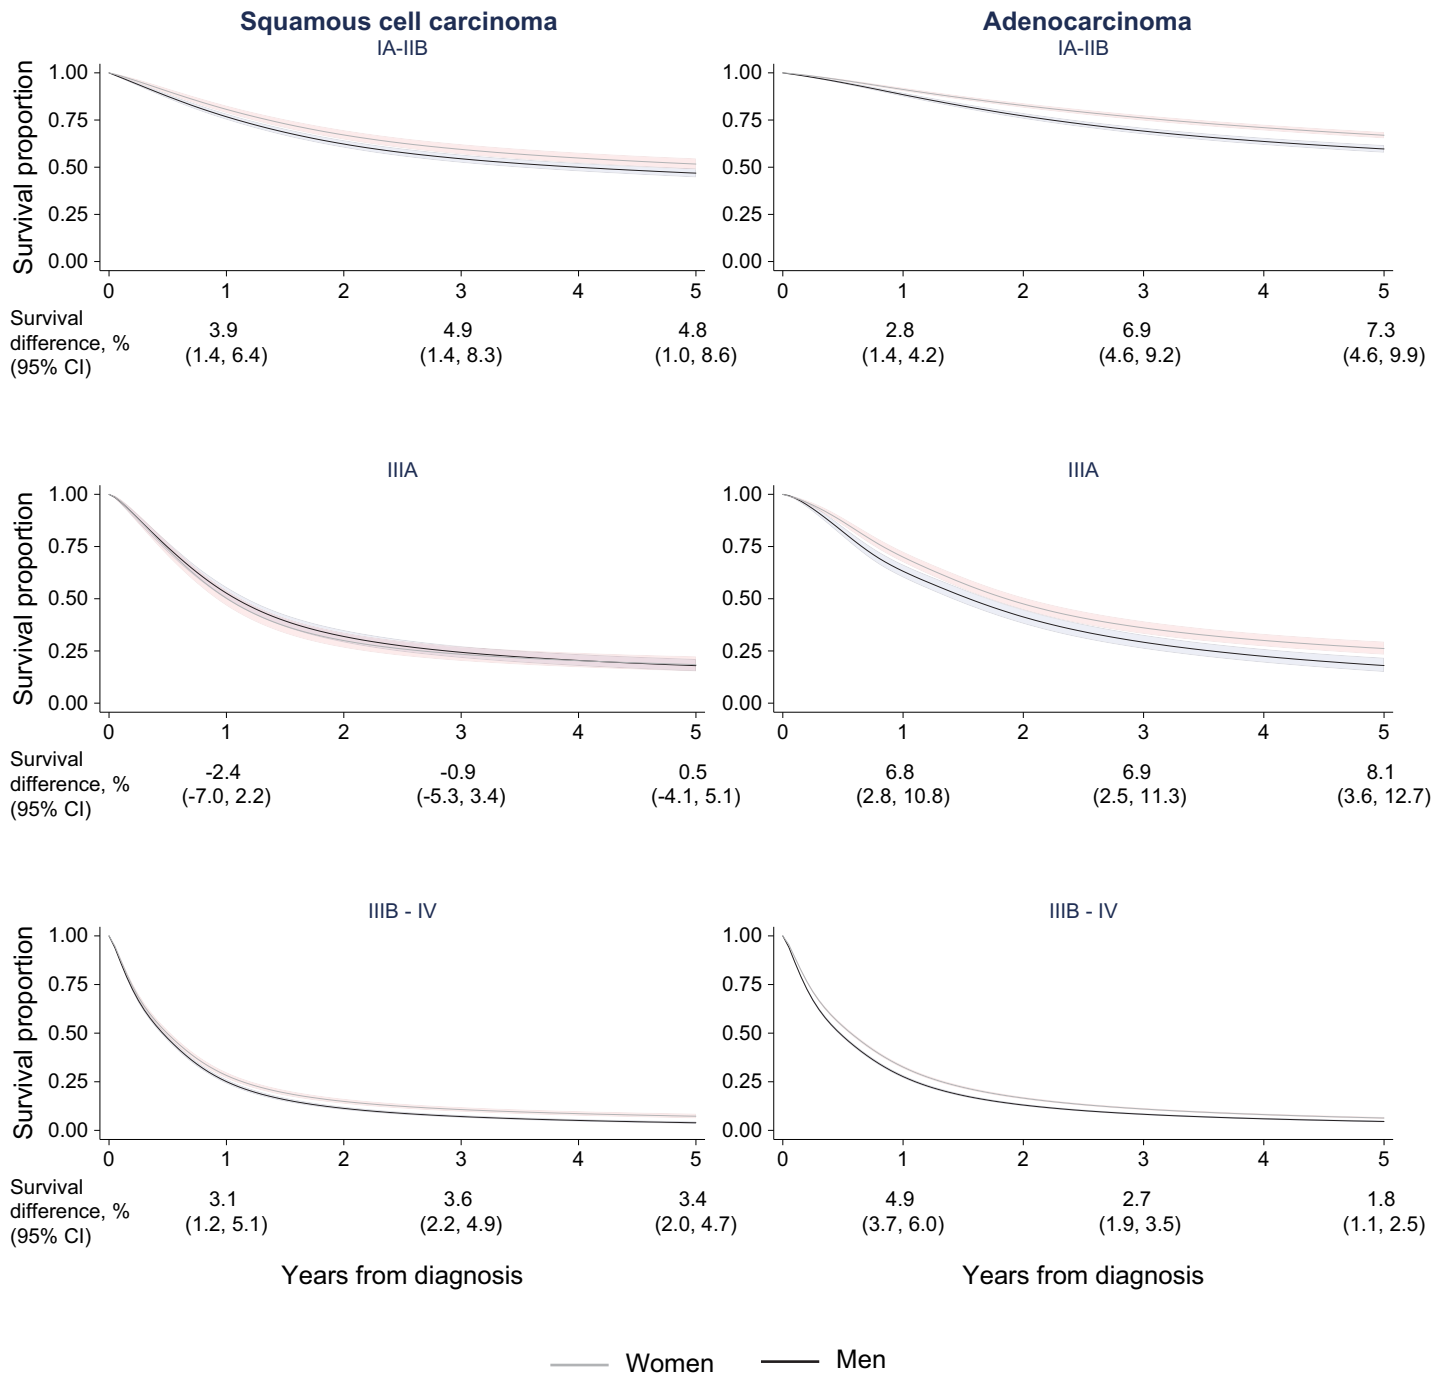 Squamous cell carcinoma
Adenocarcinoma
IA-IIB
IA-IIB
Survival proportion
1.00
0.75
0.50
0.25
0.00
0 1 2 3 4 5
1.00
0.75
0.50
0.25
0.00
0 1 2 3 4 5
Survival
difference, %
(95% CI)
3.9 4.9 4.8 2.8 6.9 7.3
(1.4, 6.4) (1.4, 8.3) (1.0, 8.6) (1.4, 4.2) (4.6, 9.2) (4.6, 9.9)
IIIA
IIIA
Survival proportion
1.00
0.75
0.50
0.25
0.00
0 1 2 3 4 5
1.00
0.75
0.50
0.25
0.00
0 1 2 3 4 5
Survival
difference, %
(95% CI)
-2.4 -0.9 0.5 6.8 6.9 8.1
(-7.0, 2.2) (-5.3, 3.4) (-4.1, 5.1) (2.8, 10.8) (2.5, 11.3) (3.6, 12.7)
IIIB - IV
IIIB - IV
Survival proportion
1.00
0.75
0.50
0.25
0.00
0 1 2 3 4 5
1.00
0.75
0.50
0.25
0.00
0 1 2 3 4 5
Survival
difference, %
(95% CI)
3.1 3.6 3.4 4.9 2.7 1.8
(1.2, 5.1) (2.2, 4.9) (2.0, 4.7) (3.7, 6.0) (1.9, 3.5) (1.1, 2.5)
Years from diagnosis
Years from diagnosis
Women Men